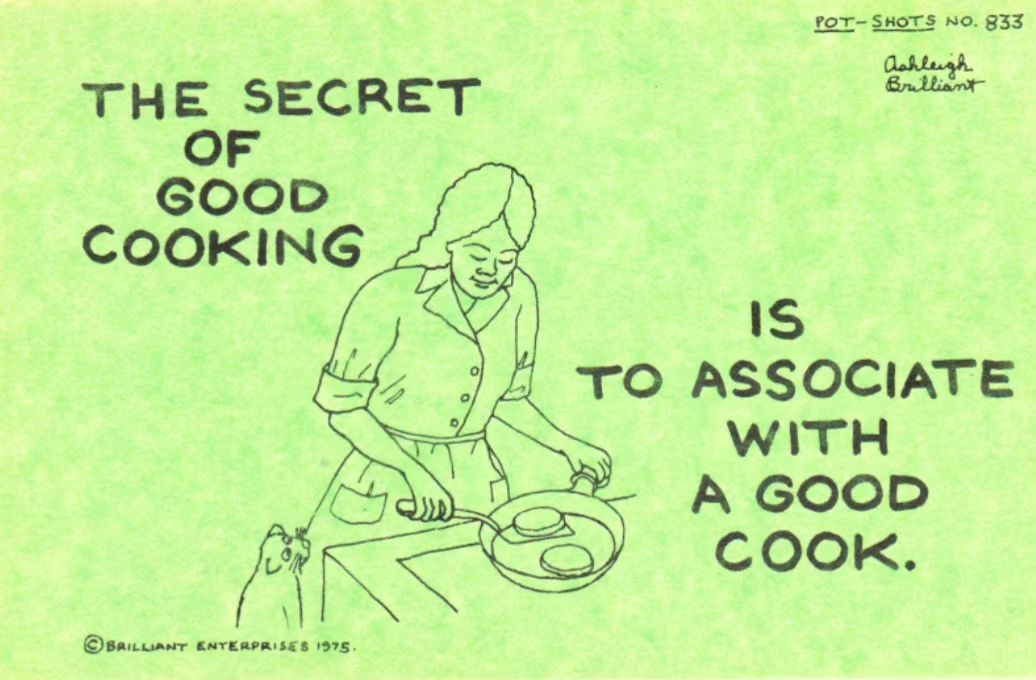 POT-SHOTS NO. 833
Ashleigh
Brilliant
THE SECRET
OF
GOOD
COOKING
IS
TO ASSOCIATE
WITH
A GOOD
COOK.
©BRILLIANT ENTERPRISES 1975.